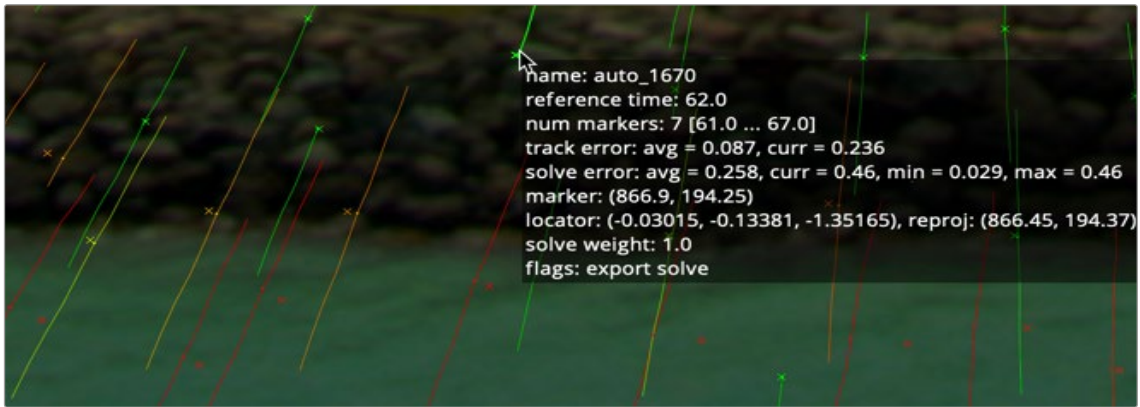 name: auto_1670
reference time: 62.0
num markers: 7 [61.0 ... 67.0]
track error: avg = 0.087, curr = 0.236
solve error: avg = 0.258, curr = 0.46, min = 0.029, max = 0.46
marker: (866.9, 194.25)
locator: (-0.03015, -0.13381, -1.35165), reproj: (866.45, 194.37)
solve weight: 1.0
flags: export solve